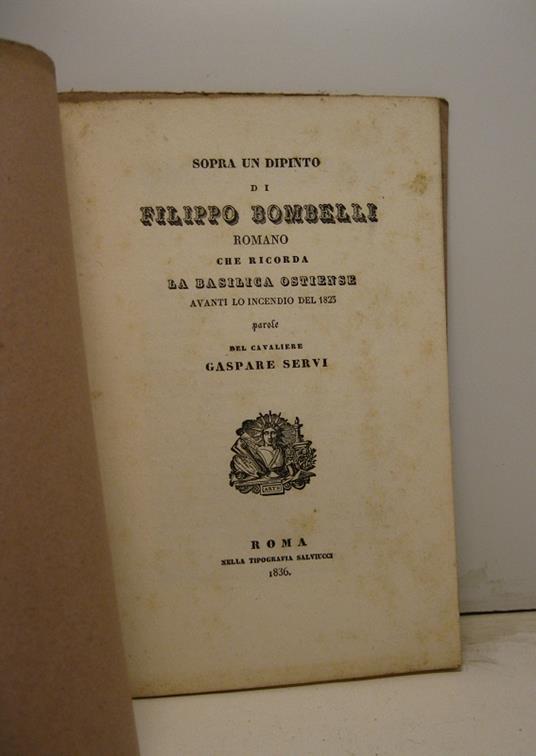 SOPRA UN DIPINTO
DI
FILIPPO BOMBELLI
ROMANO
CHE RICORDA
LA BASILICA OSTIENSE
AVANTI LO INCENDIO DEL 1823
parole
DEL CAVALIERE
GASPARE SERVI
ARTI
ROMA
NELLA TIPOGRAFIA SALVIUCCI
1836.